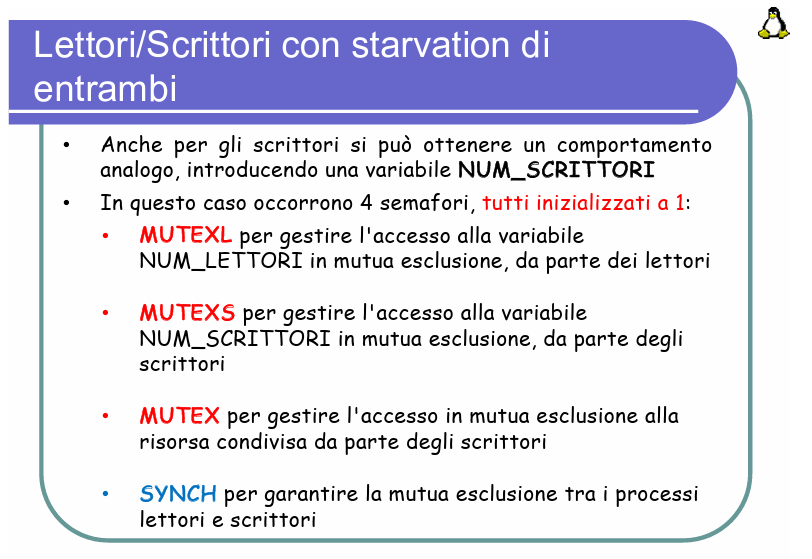 Lettori/Scrittori con starvation di
entrambi
• Anche per gli scrittori si può ottenere un comportamento
analogo, introducendo una variabile NUM_SCRITTORI
• In questo caso occorrono 4 semafori, tutti inizializzati a 1:
• MUTEXL per gestire l'accesso alla variabile
NUM_LETTORI in mutua esclusione, da parte dei lettori
• MUTEXS per gestire l'accesso alla variabile
NUM_SCRITTORI in mutua esclusione, da parte degli
scrittori
• MUTEX per gestire l'accesso in mutua esclusione alla
risorsa condivisa da parte degli scrittori
• SYNCH per garantire la mutua esclusione tra i processi
lettori e scrittori